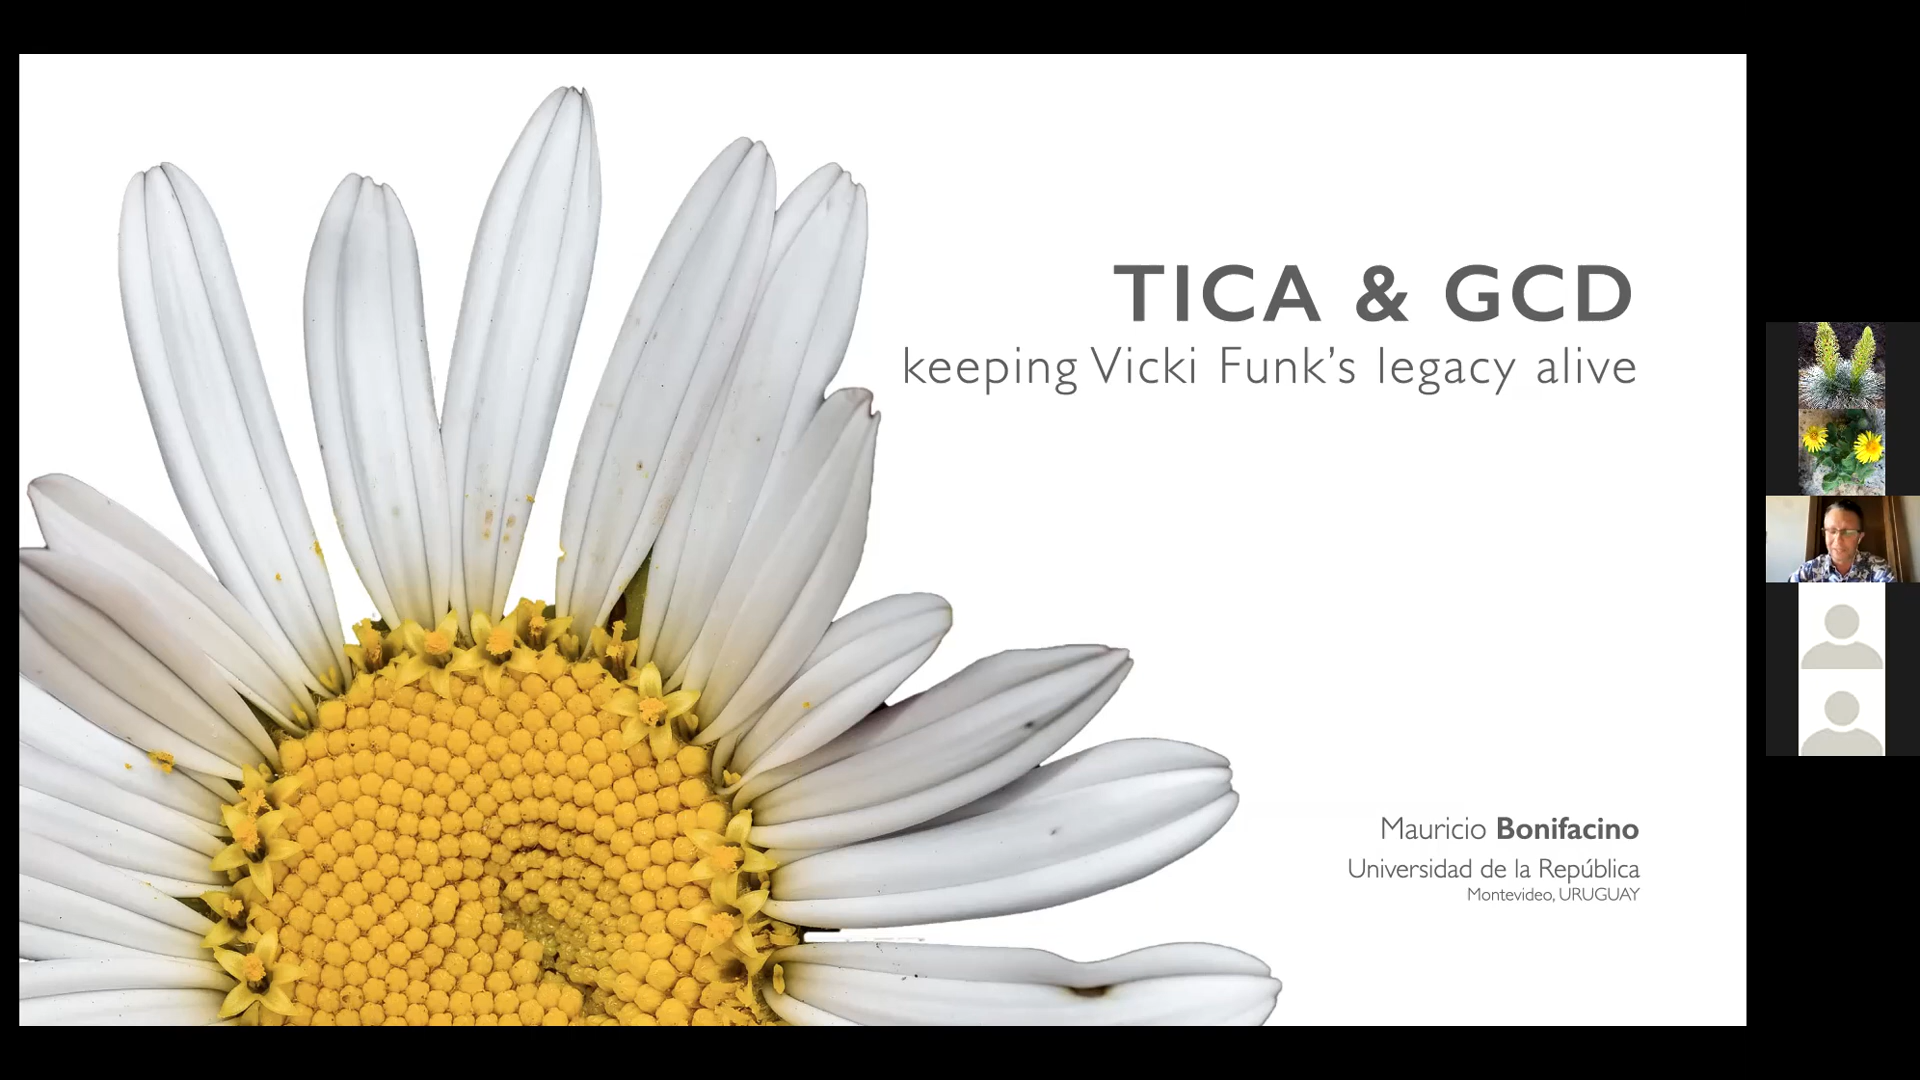 TICA & GCD
keeping Vicki Funk’s legacy alive
Mauricio Bonifacino
Universidad de la República
Montevideo, URUGUAY